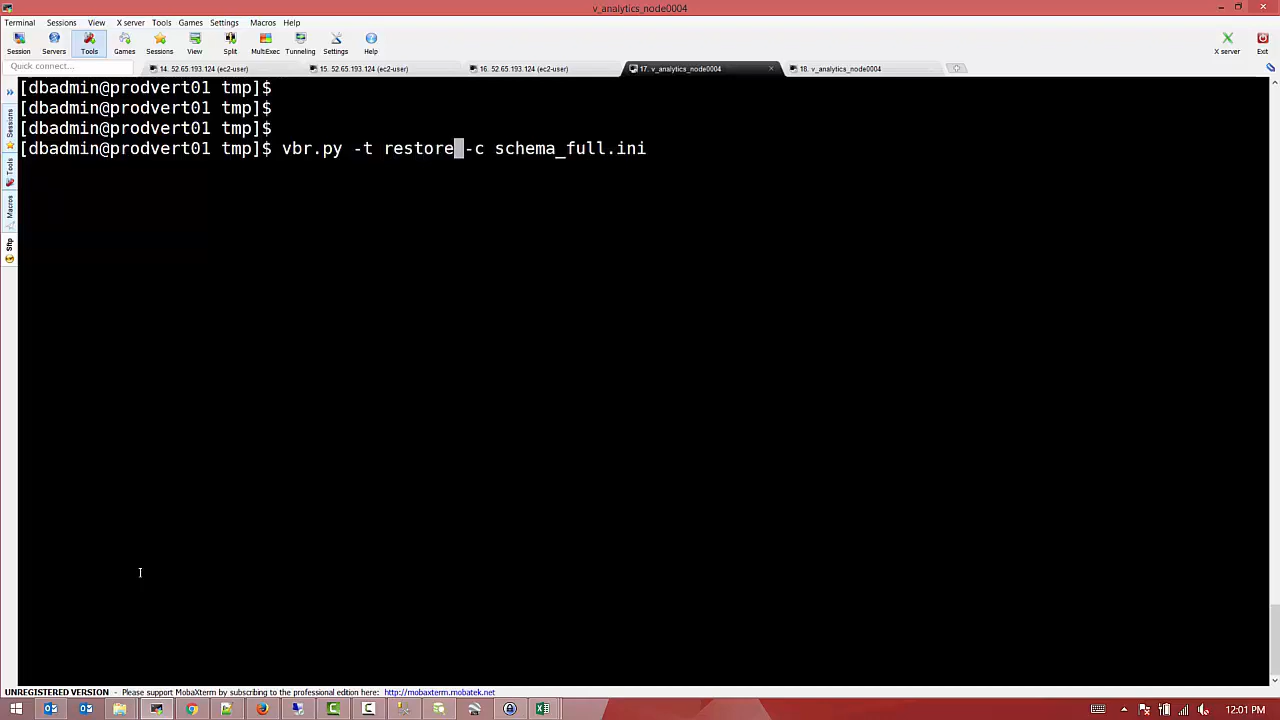 v_analytics_node0004
Terminal Sessions View X server Tools Games Settings Macros Help
Session Servers Tools Games Sessions View Split MultiExec Tunneling Settings Help X server Exit
Quick connect... 14. 52.65.193.124 (ec2-user) 15. 52.65.193.124 (ec2-user) 16. 52.65.193.124 (ec2-user) 17. v_analytics_node0004 18. v_analytics_node0004
[dbadmin@prodvert01 tmp]$
[dbadmin@prodvert01 tmp]$
[dbadmin@prodvert01 tmp]$
[dbadmin@prodvert01 tmp]$ vbr.py -t restore -c schema_full.ini
Sessions
Tools
Macros
Sftp
UNREGISTERED VERSION - Please support MobaXterm by subscribing to the professional edition here: http://mobaxterm.mobatek.net
12:01 PM